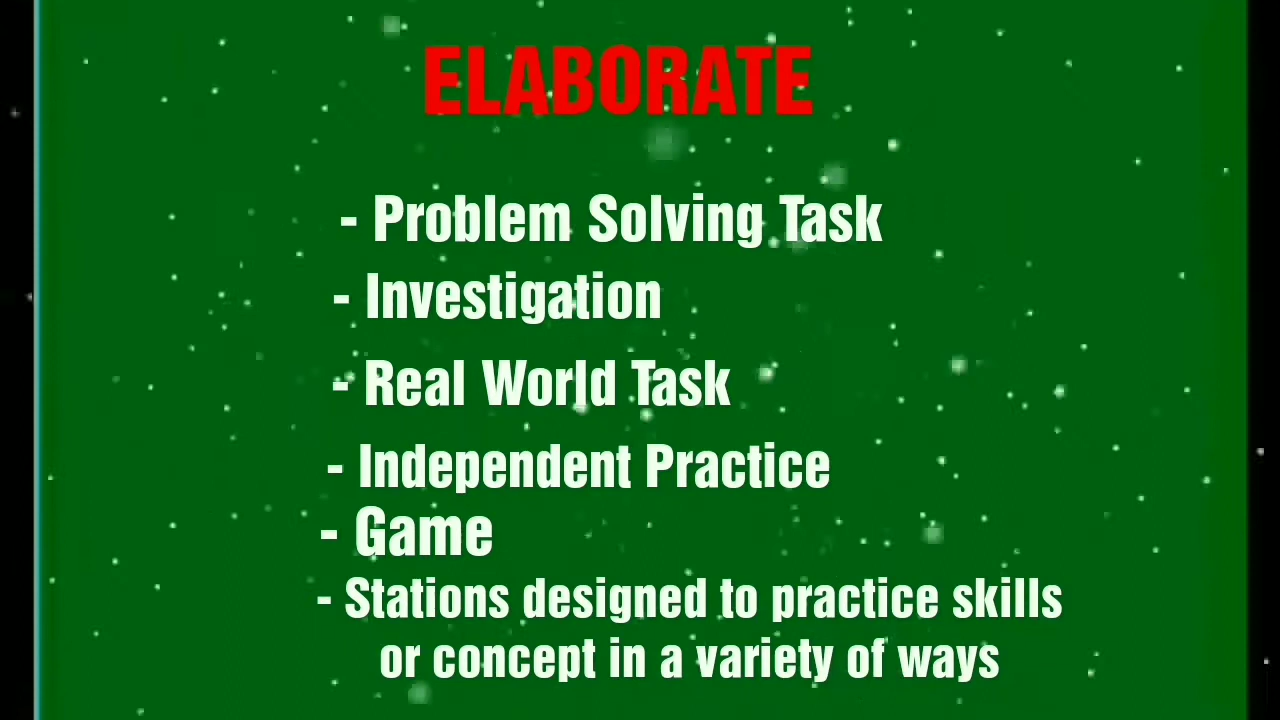 ELABORATE
- Problem Solving Task
- Investigation
- Real World Task
- Independent Practice
- Game
- Stations designed to practice skills
or concept in a variety of ways